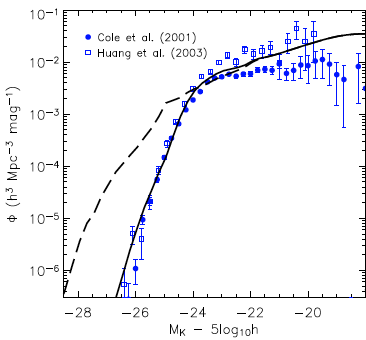 10⁻¹
10⁻²
10⁻³
10⁻⁴
10⁻⁵
10⁻⁶
Φ (h³ Mpc⁻³ mag⁻¹)
Cole et al. (2001)
Huang et al. (2003)
−28 −26 −24 −22 −20
M_K − 5log₁₀h